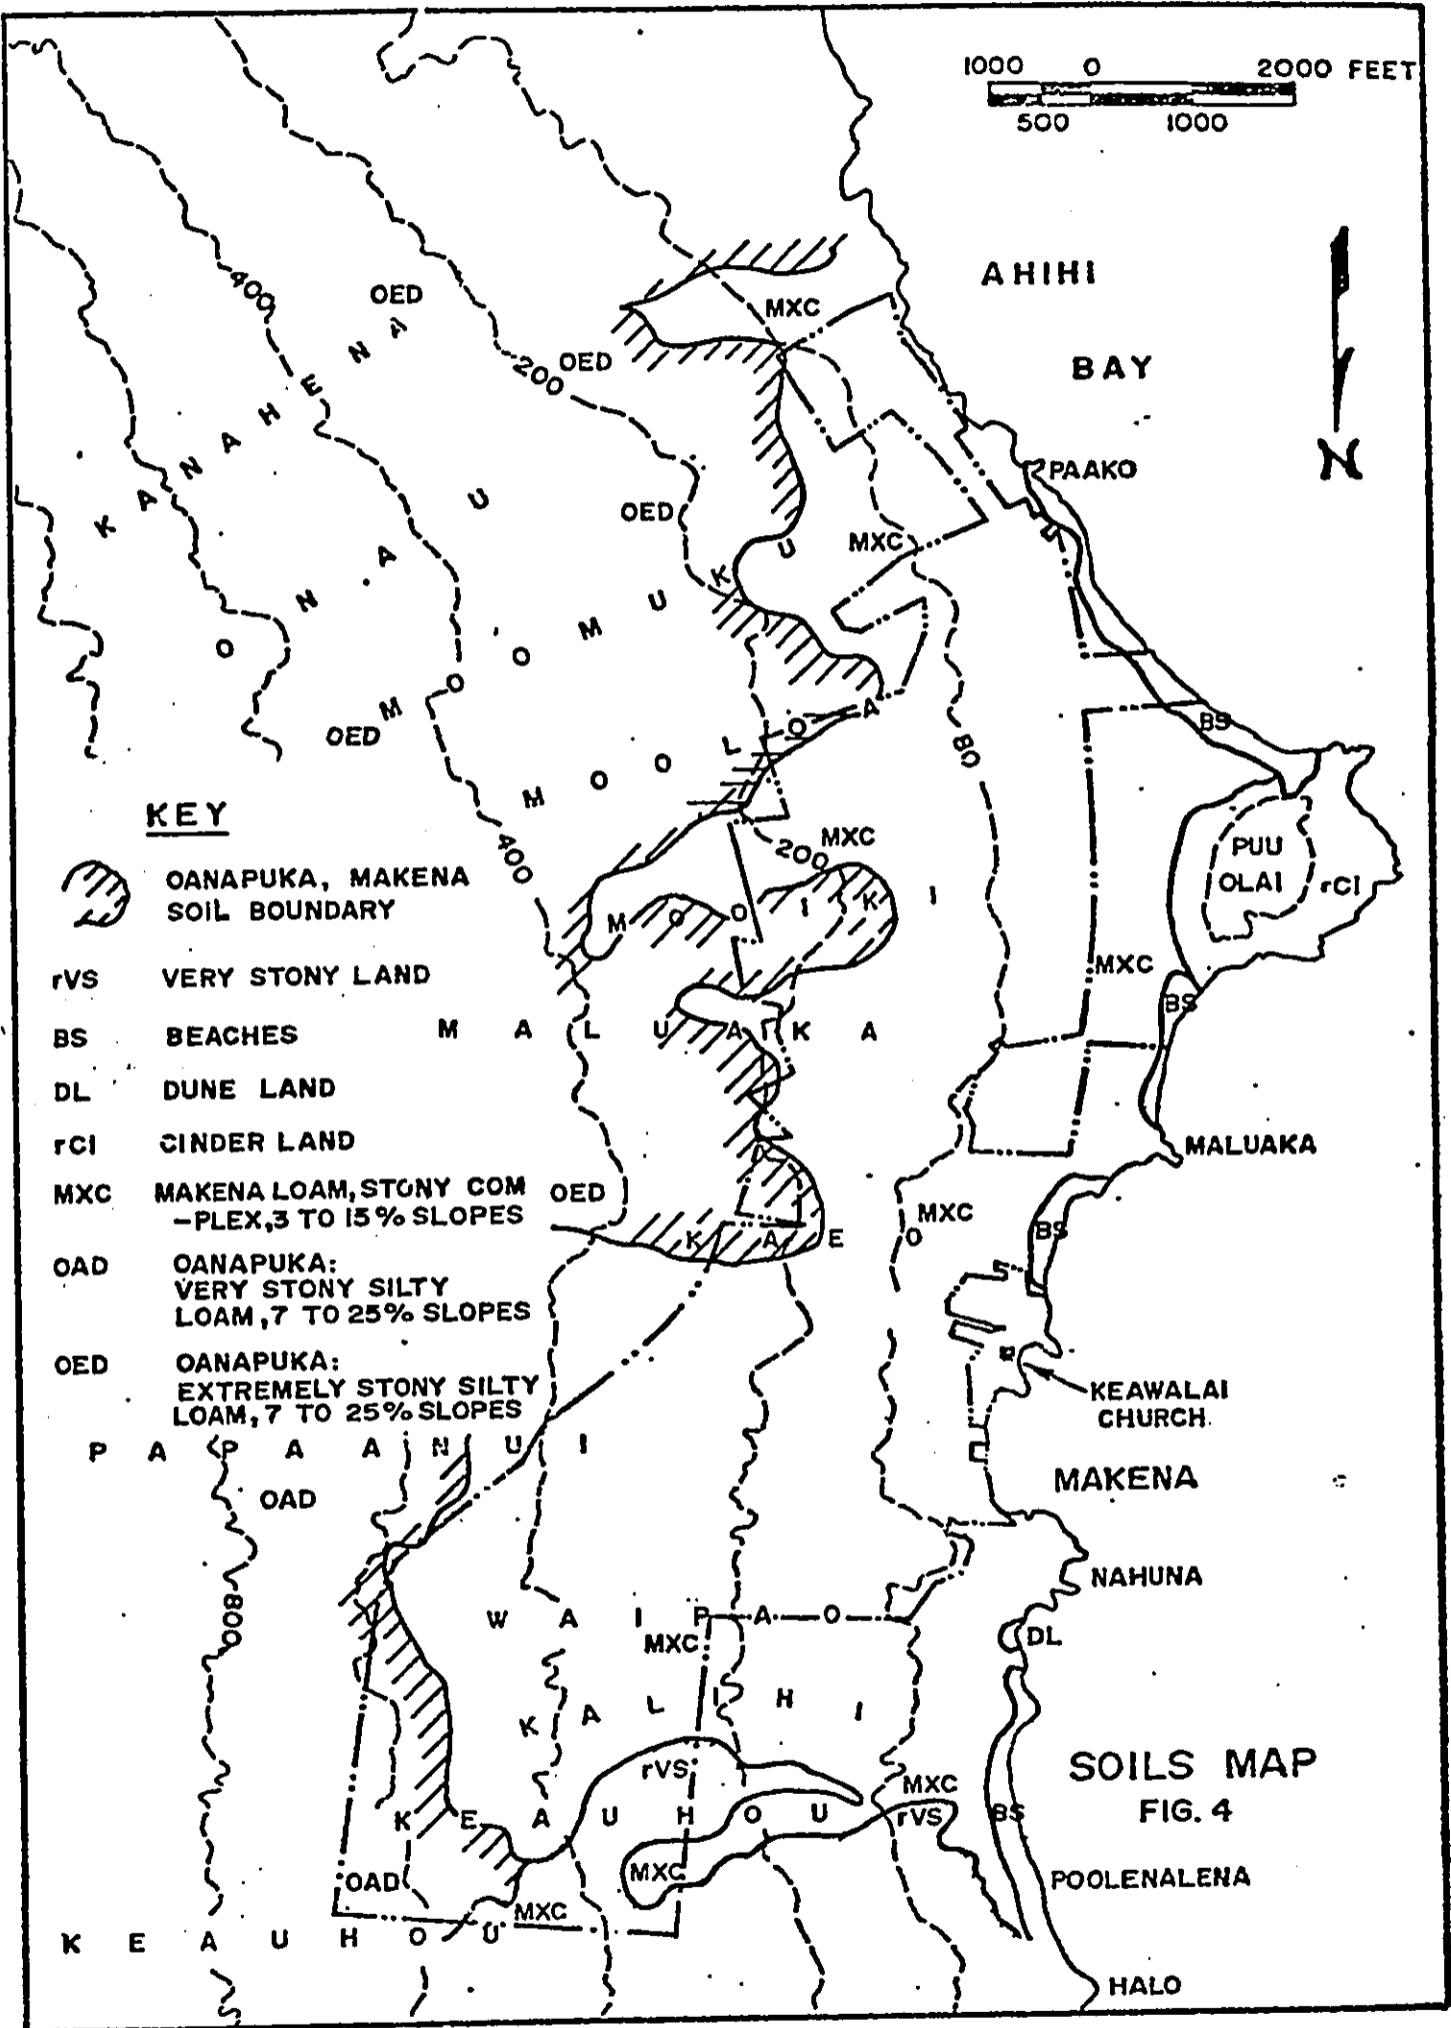 1000 0 2000 FEET
500 1000
AHIHI
BAY
N
400
OED
MXC
KANAHENA
200
OED
PAAKO
ONAU
OED
MXC
MOOMUKU
OED
BS
MOOLOA
80
KEY
OANAPUKA, MAKENA
SOIL BOUNDARY
rVS VERY STONY LAND
BS BEACHES
DL DUNE LAND
rCI CINDER LAND
MXC MAKENA LOAM, STONY COM
-PLEX, 3 TO 15% SLOPES
OAD OANAPUKA:
VERY STONY SILTY
LOAM, 7 TO 25% SLOPES
OED OANAPUKA:
EXTREMELY STONY SILTY
LOAM, 7 TO 25% SLOPES
400
200
MXC
PUU
OLAI
rCI
MOOIKI
MXC
BS
MALUAKA
MALUAKA
OED
MXC
BS
KAEO
KEAWALAI
CHURCH
PAPAANUI
MAKENA
OAD
800
NAHUNA
WAIPAO
MXC
DL
KALIHI
rVS
SOILS MAP
FIG. 4
MXC
rVS
BS
KEAUHOU
MXC
OAD
POOLENALENA
MXC
KEAUHOU
HALO